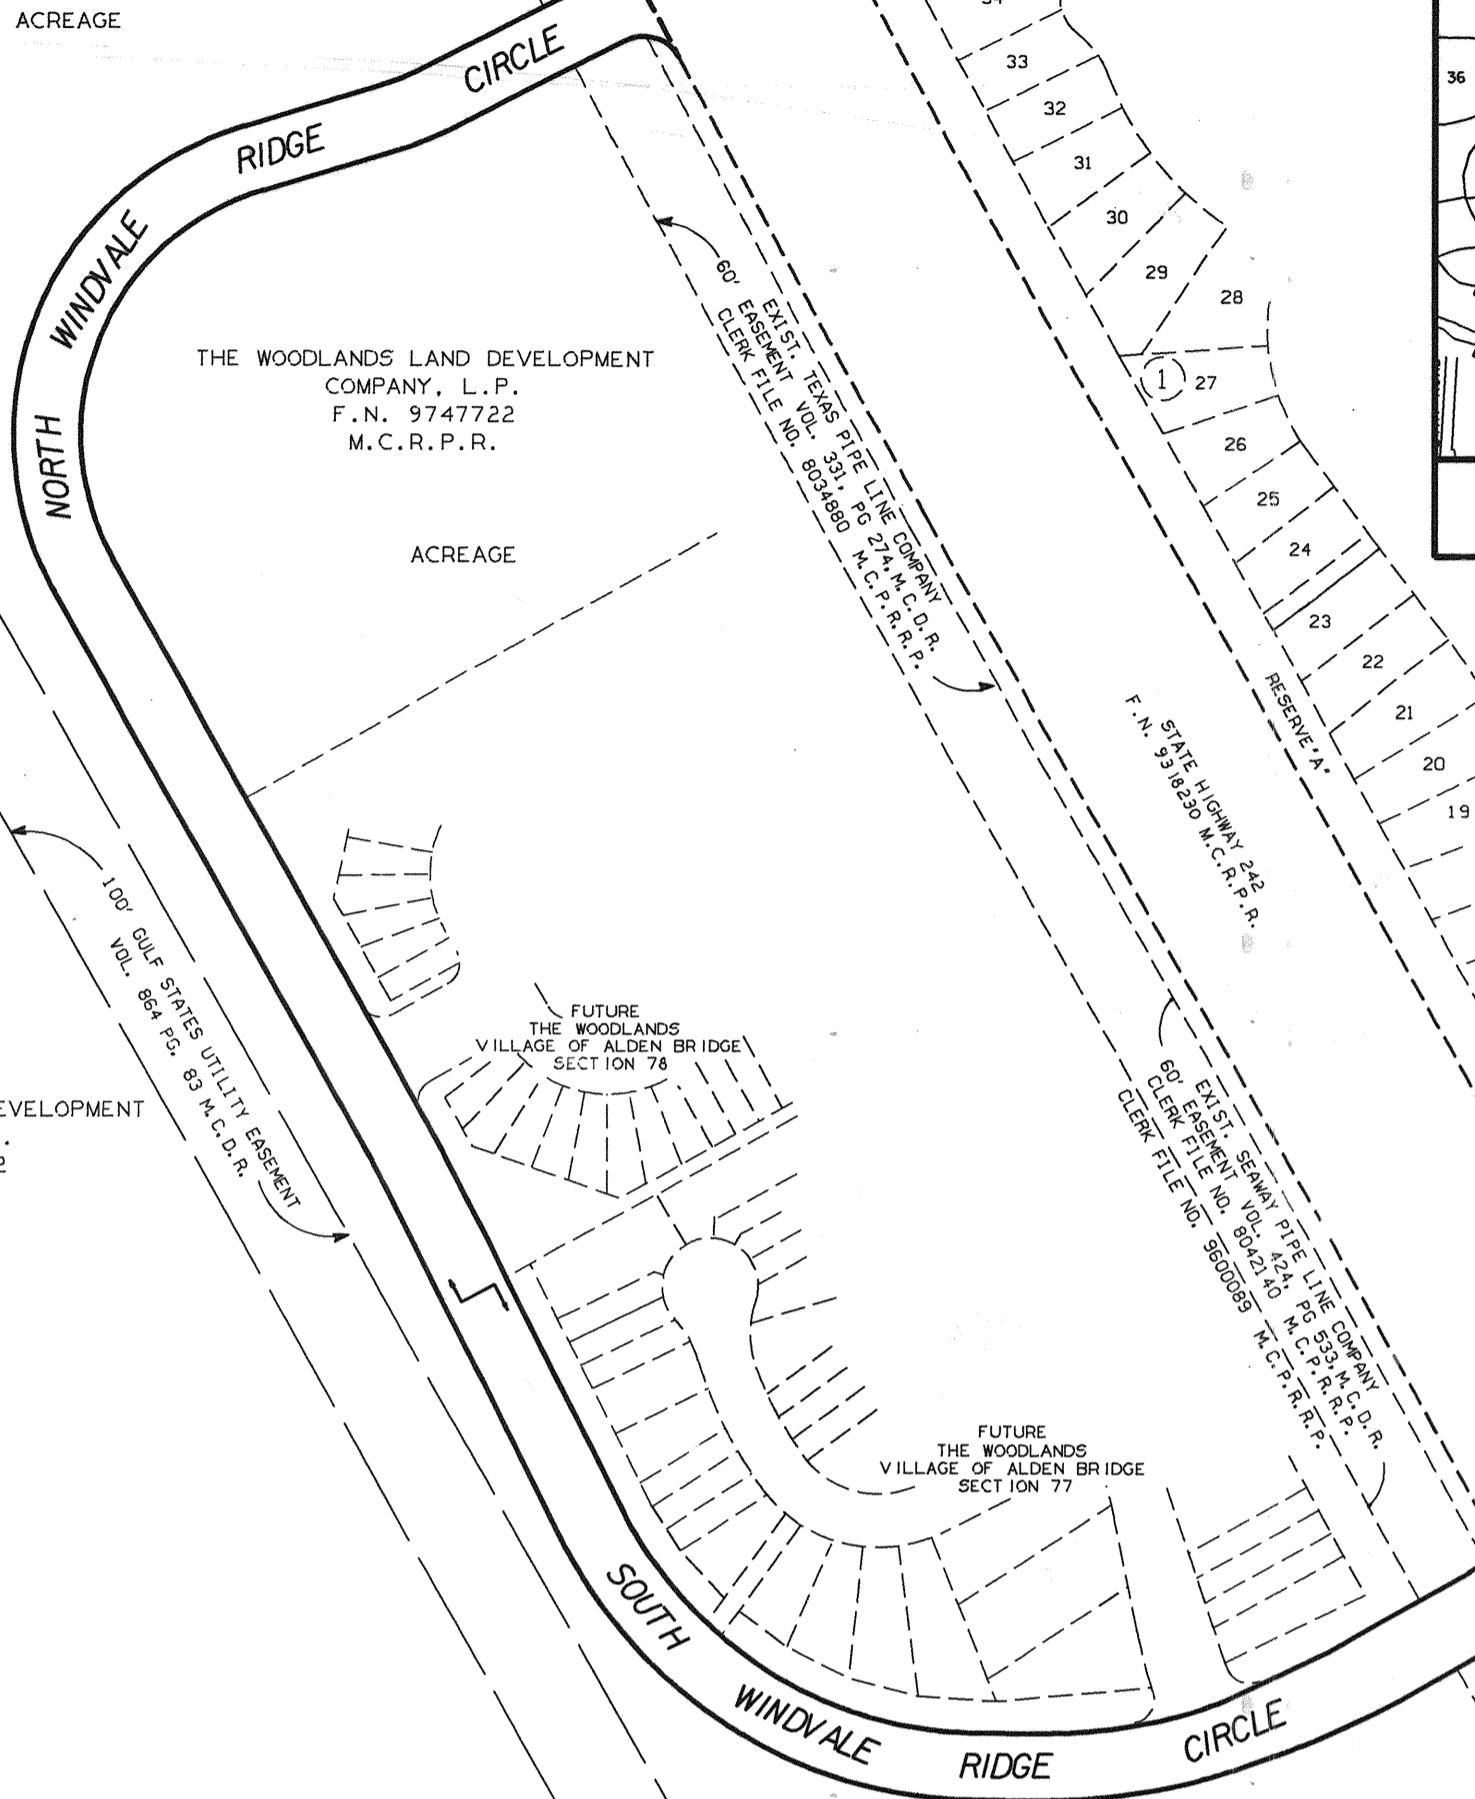 ACREAGE
NORTH WINDVALE RIDGE CIRCLE
THE WOODLANDS LAND DEVELOPMENT
COMPANY, L.P.
F.N. 9747722
M.C.R.P.R.
ACREAGE
EXIST. TEXAS PIPE LINE COMPANY
60' EASEMENT VOL. 331, PG 274, M.C.D.R.
CLERK FILE NO. 8034880 M.C.P.R.R.P.
33
32
31
30
29
28
1
27
26
25
24
23
22
21
20
19
36
RESERVE "A"
STATE HIGHWAY 242
F.N. 9318230 M.C.R.P.R.
100' GULF STATES UTILITY EASEMENT
VOL. 864 PG. 83 M.C.D.R.
EVELOPMENT
FUTURE
THE WOODLANDS
VILLAGE OF ALDEN BRIDGE
SECTION 78
EXIST. SEAWAY PIPE LINE COMPANY
60' EASEMENT VOL. 424, PG 533, M.C.D.R.
CLERK FILE NO. 8042140 M.C.P.R.R.P.
CLERK FILE NO. 9600089 M.C.P.R.R.P.
FUTURE
THE WOODLANDS
VILLAGE OF ALDEN BRIDGE
SECTION 77
SOUTH WINDVALE RIDGE CIRCLE